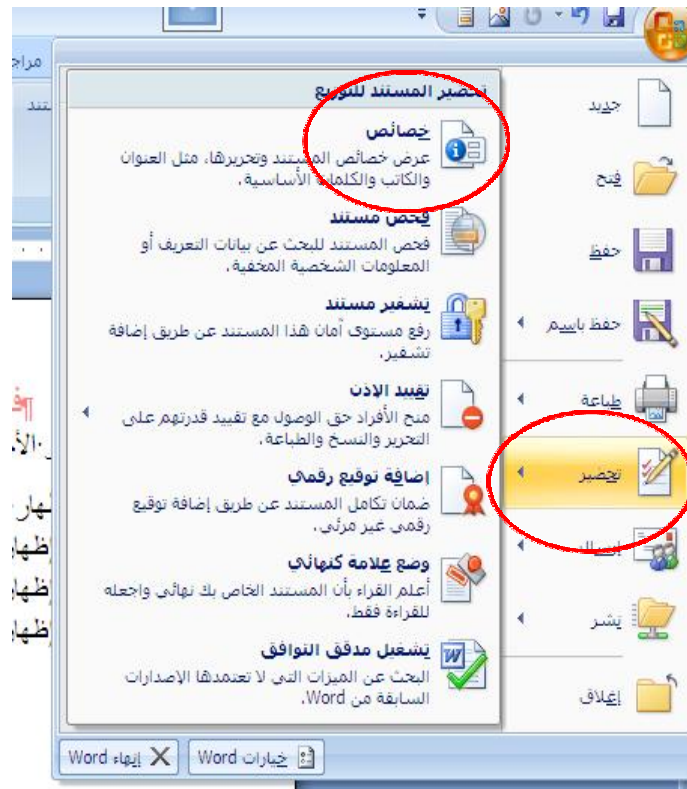 مراجع
جديد
فتح
حفظ
حفظ باسم
طباعة
تحضير
إرسال
نشر
إغلاق
تحضير المستند للتوزيع
خصائص
عرض خصائص المستند وتحريرها، مثل العنوان
والكاتب والكلمات الأساسية.
فحص مستند
فحص المستند للبحث عن بيانات التعريف أو
المعلومات الشخصية المخفية.
تشفير مستند
رفع مستوى أمان هذا المستند عن طريق إضافة
تشفير.
تقييد الإذن
منح الأفراد حق الوصول مع تقييد قدرتهم على
التحرير والنسخ والطباعة.
إضافة توقيع رقمي
ضمان تكامل المستند عن طريق إضافة توقيع
رقمي غير مرئي.
وضع علامة كنهائي
أعلم القراء بأن المستند الخاص بك نهائي واجعله
للقراءة فقط.
تشغيل مدقق التوافق
البحث عن الميزات التي لا تعتمدها الإصدارات
السابقة من Word.
خيارات Word
إنهاء Word